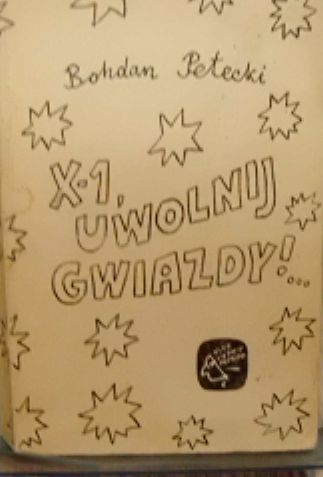 Bohdan Petecki
X-1,
UWOLNIJ
GWIAZDY!...